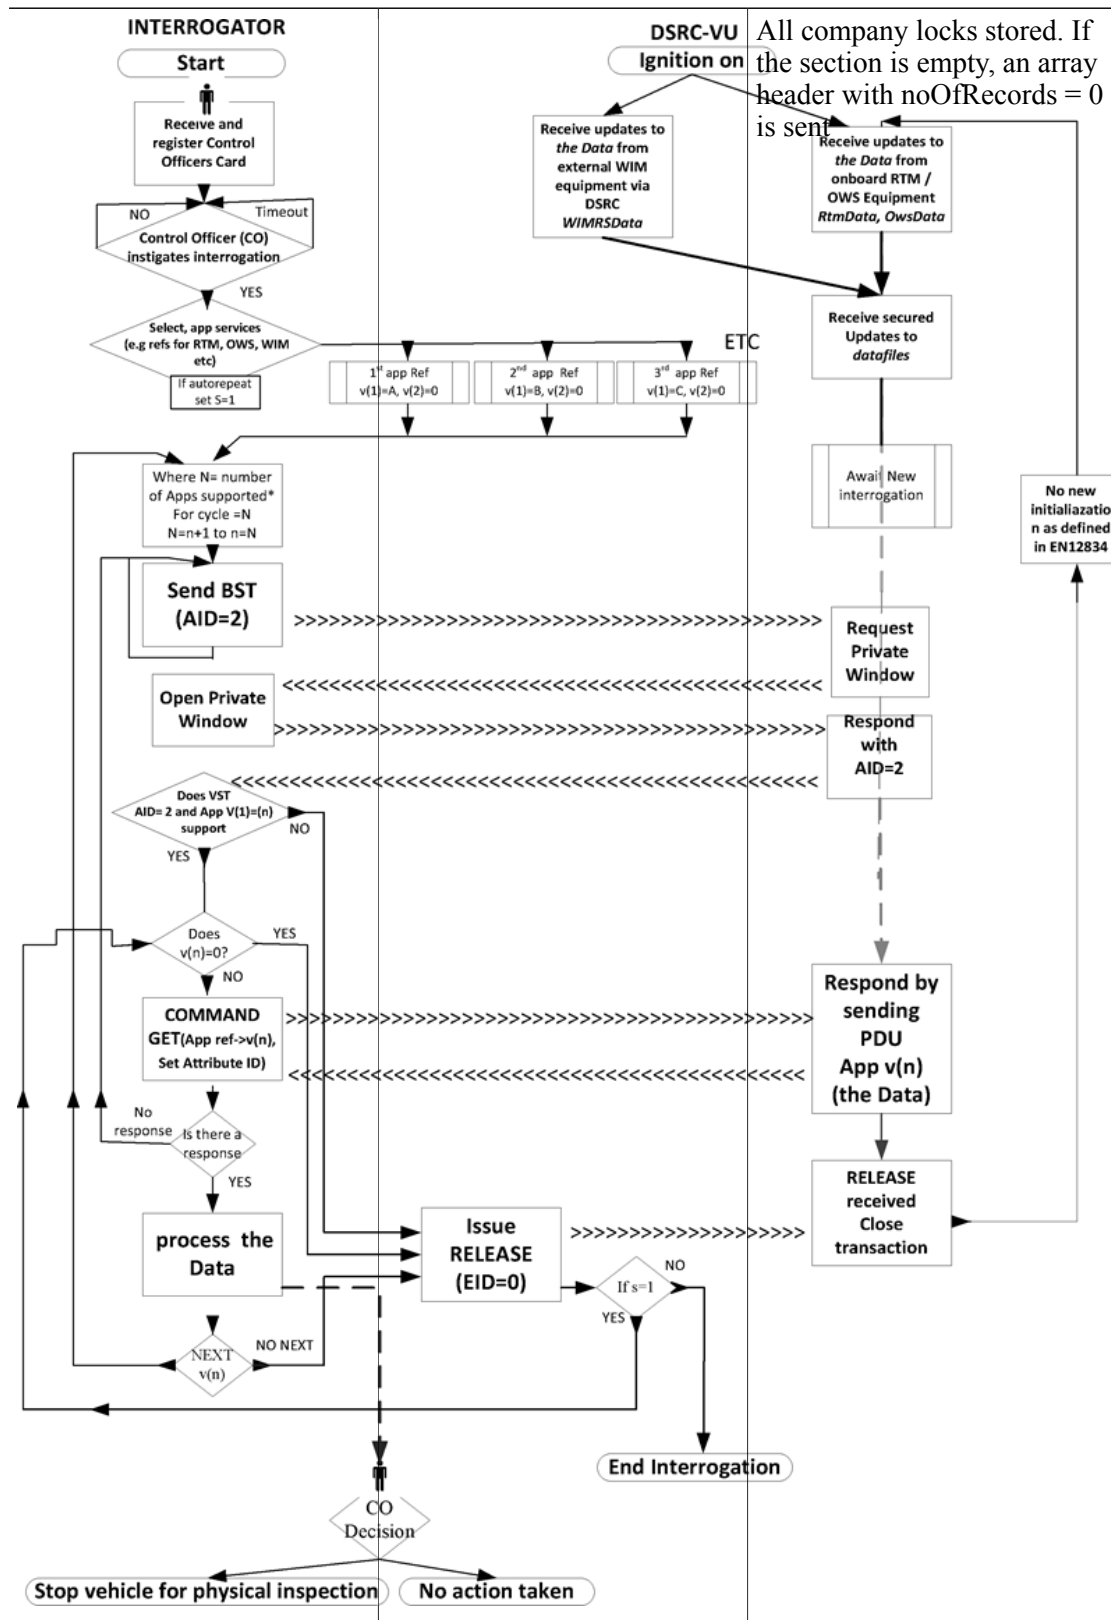 INTERROGATOR
Start
Receive and
register Control
Officers Card
NO
Timeout
Control Officer (CO)
instigates interrogation
YES
Select, app services
(e.g refs for RTM, OWS, WIM
etc)
If autorepeat
set S=1
1st app Ref
v(1)=A, v(2)=0
2nd app Ref
v(1)=B, v(2)=0
3rd app Ref
v(1)=C, v(2)=0
ETC
DSRC-VU
Ignition on
All company locks stored. If
the section is empty, an array
header with noOfRecords = 0
is sent
Receive updates to
the Data from
external WIM
equipment via
DSRC
WIMRSData
Receive updates to
the Data from
onboard RTM /
OWS Equipment
RtmData, OwsData
Receive secured
Updates to
datafiles
Await New
interrogation
No new
initialiazatio
n as defined
in EN12834
Where N= number
of Apps supported*
For cycle =N
N=n+1 to n=N
Send BST
(AID=2)
>>>>>>>>>>>>>>>>>>>>>>>>>>>>>>>>>>>>>>>>>>>>>>>>>>>>>>
Request
Private
Window
<<<<<<<<<<<<<<<<<<<<<<<<<<<<<<<<<<<<<<<<<<<<<<<<<<<<<<<
Open Private
Window
>>>>>>>>>>>>>>>>>>>>>>>>>>>>>>>>>>>>>>>>>>>>>>>>>>>>>>>>
Respond
with
AID=2
<<<<<<<<<<<<<<<<<<<<<<<<<<<<<<<<<<<<<<<<<<<<<<<<<<<<<<<<<<<<
Does VST
AID= 2 and App V(1)=(n)
support
NO
YES
Does
v(n)=0?
YES
NO
COMMAND
GET(App ref->v(n),
Set Attribute ID)
>>>>>>>>>>>>>>>>>>>>>>>>>>>>>>>>>>>>>>>>>>>>>>>>>>>>>>
<<<<<<<<<<<<<<<<<<<<<<<<<<<<<<<<<<<<<<<<<<<<<<<<<<<<<
Respond by
sending
PDU
App v(n)
(the Data)
No
response
Is there a
response
YES
process the
Data
Issue
RELEASE
(EID=0)
>>>>>>>>>>>>>>>>>>>>>>>>
RELEASE
received
Close
transaction
If s=1
NO
YES
NEXT
v(n)
NO NEXT
End Interrogation
CO
Decision
Stop vehicle for physical inspection
No action taken